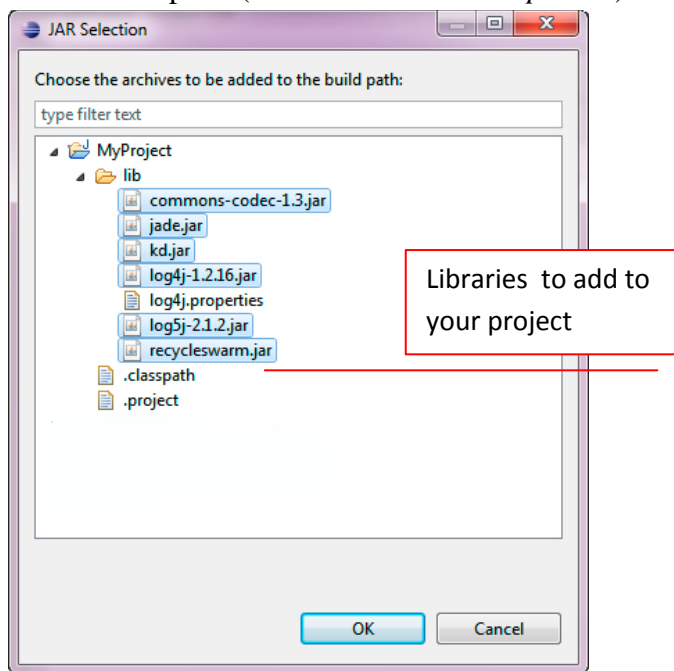 JAR Selection
Choose the archives to be added to the build path:
type filter text
MyProject
lib
commons-codec-1.3.jar
jade.jar
kd.jar
log4j-1.2.16.jar
log4j.properties
log5j-2.1.2.jar
recycleswarm.jar
.classpath
.project
Libraries to add to
your project
OK
Cancel